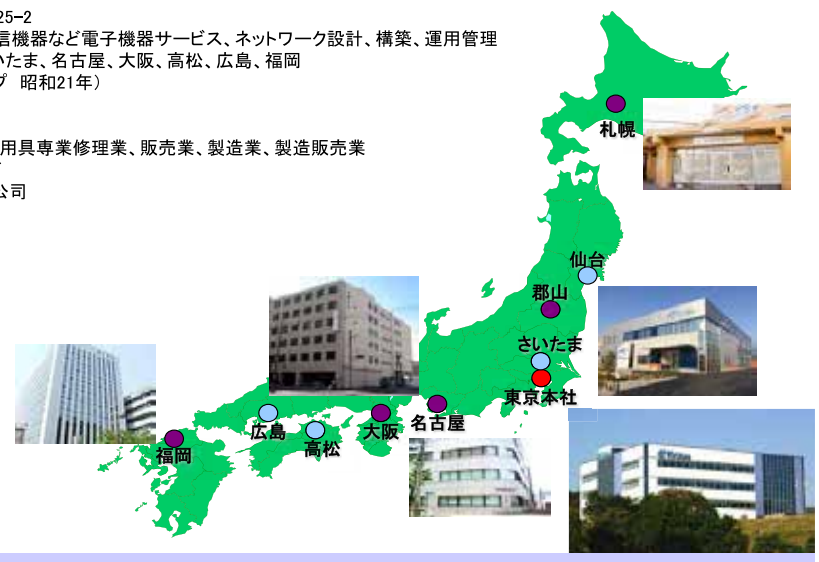 25-2
信機器など電子機器サービス、ネットワーク設計、構築、運用管理
いたま、名古屋、大阪、高松、広島、福岡
プ 昭和21年）
用具専業修理業、販売業、製造業、製造販売業
公司
札幌
仙台
郡山
さいたま
東京本社
名古屋
大阪
高松
広島
福岡